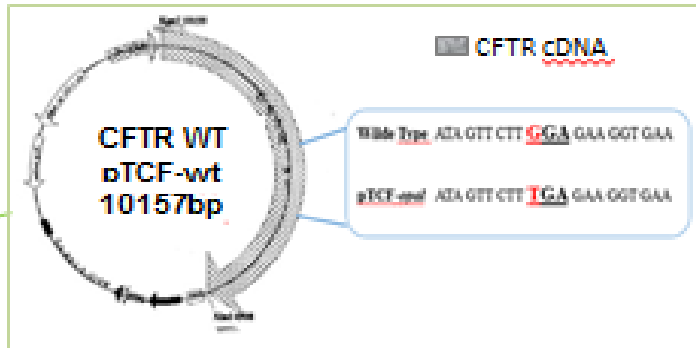 CFTR cDNA
CFTR WT
pTCF-wt
10157bp
Wilde Type ATA GTT CTT GGA GAA GGT GAA
pTCF-opal ATA GTT CTT TGA GAA GGT GAA